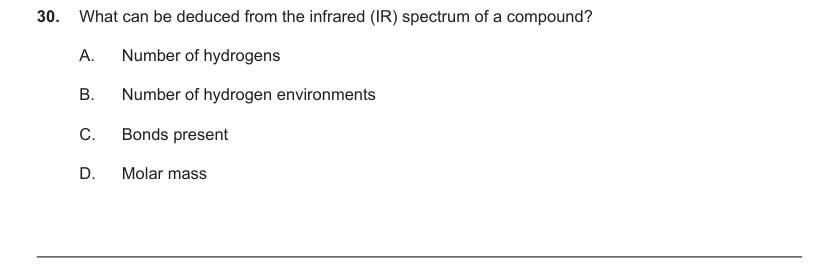 30. What can be deduced from the infrared (IR) spectrum of a compound?
A. Number of hydrogens
B. Number of hydrogen environments
C. Bonds present
D. Molar mass